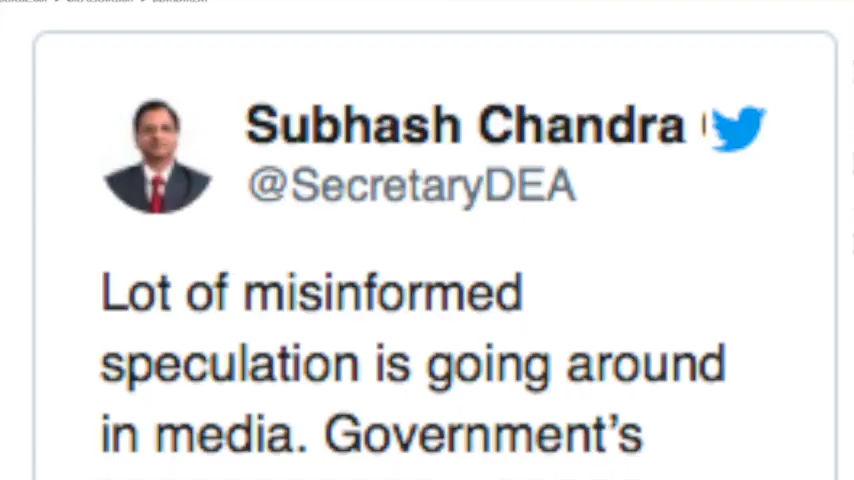 Subhash Chandra
@SecretaryDEA
Lot of misinformed
speculation is going around
in media. Government’s